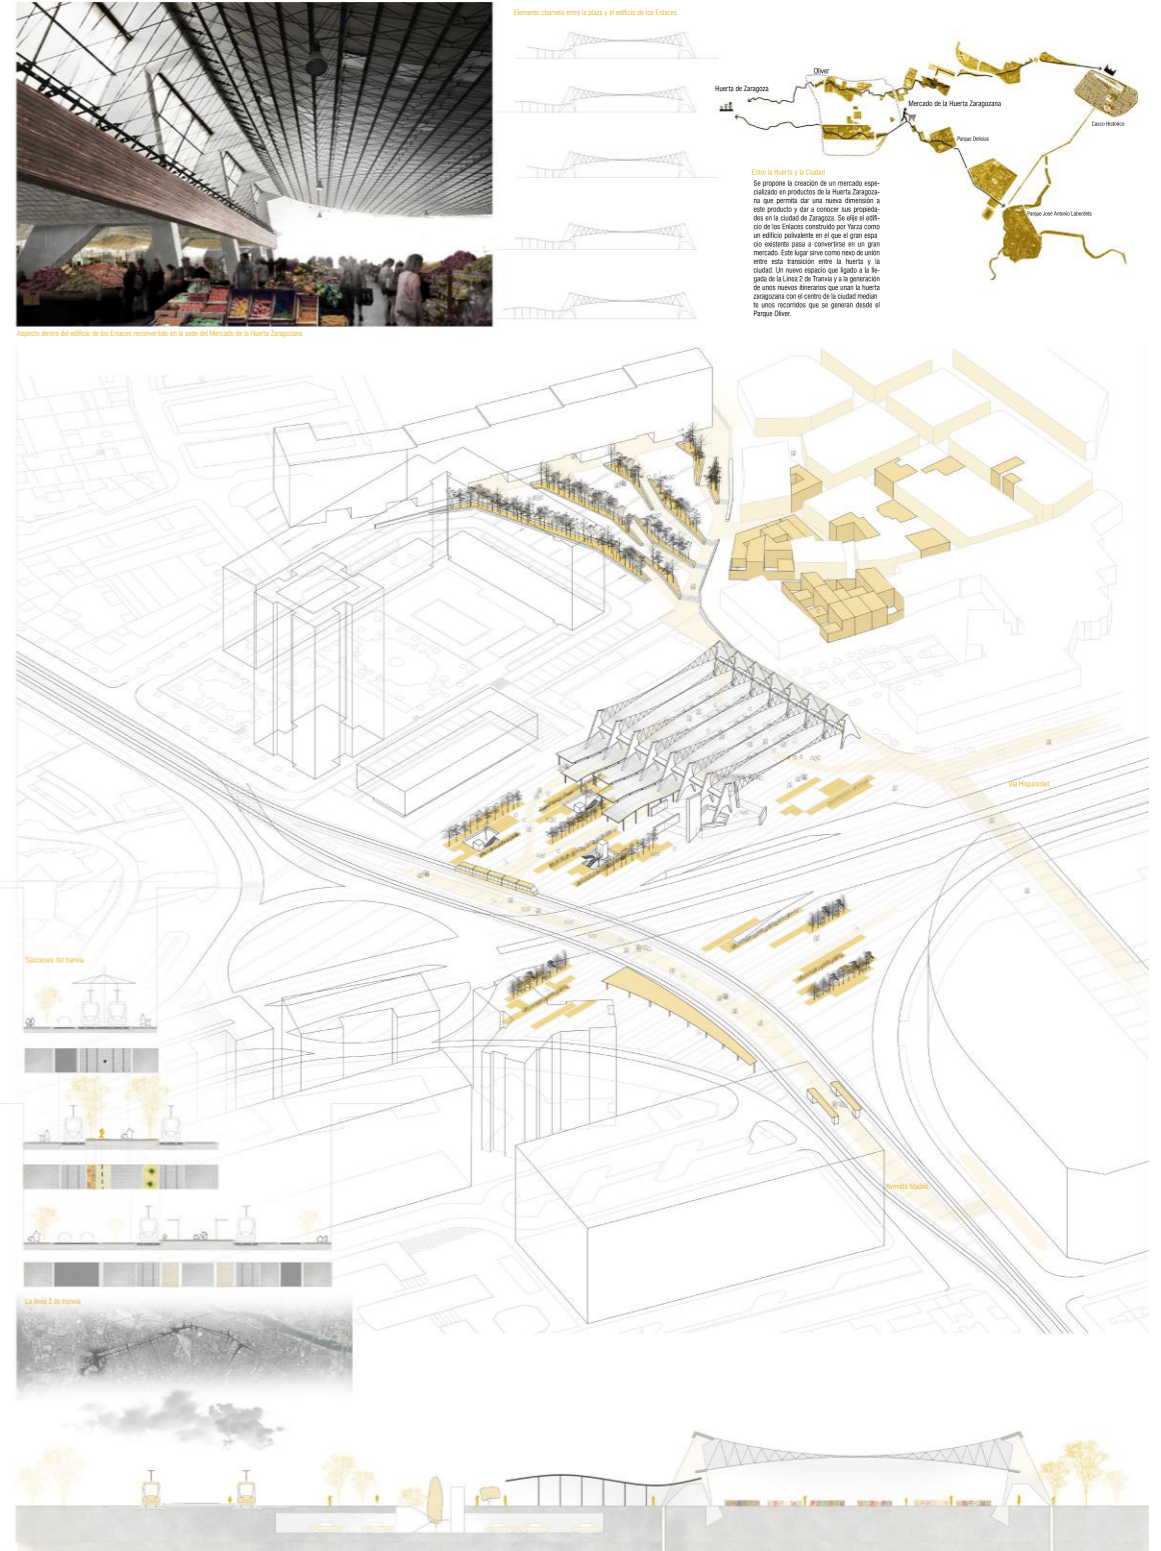 Elemento charnela entre la plaza y el edificio de los Enlaces
Huerta de Zaragoza
Oliver
Mercado de la Huerta Zaragozana
Casco Histórico
Parque Delicias
Parque José Antonio Labordeta
Entre la Huerta y la Ciudad
Se propone la creación de un mercado espe-
cializado en productos de la Huerta Zaragoza-
na que permita dar una nueva dimensión a
este producto y dar a conocer sus propieda-
des en la ciudad de Zaragoza. Se elije el edifi-
cio de los Enlaces construido por Yarza como
un edificio polivalente en el que el gran espa
cio existente pasa a convertirse en un gran
mercado. Este lugar sirve como nexo de unión
entre esta transición entre la huerta y la
ciudad. Un nuevo espacio que ligado a la lle-
gada de la Línea 2 de Tranvía y a la generación
de unos nuevos itinerarios que unan la huerta
zaragozana con el centro de la ciudad median
te unos recorridos que se generan desde el
Parque Oliver.
Aspecto dentro del edificio de los Enlaces reconvertido en la sede del Mercado de la Huerta Zaragozana
Vía Hispanidad
Secciones del tranvía
Avenida Madrid
La línea 2 de tranvía